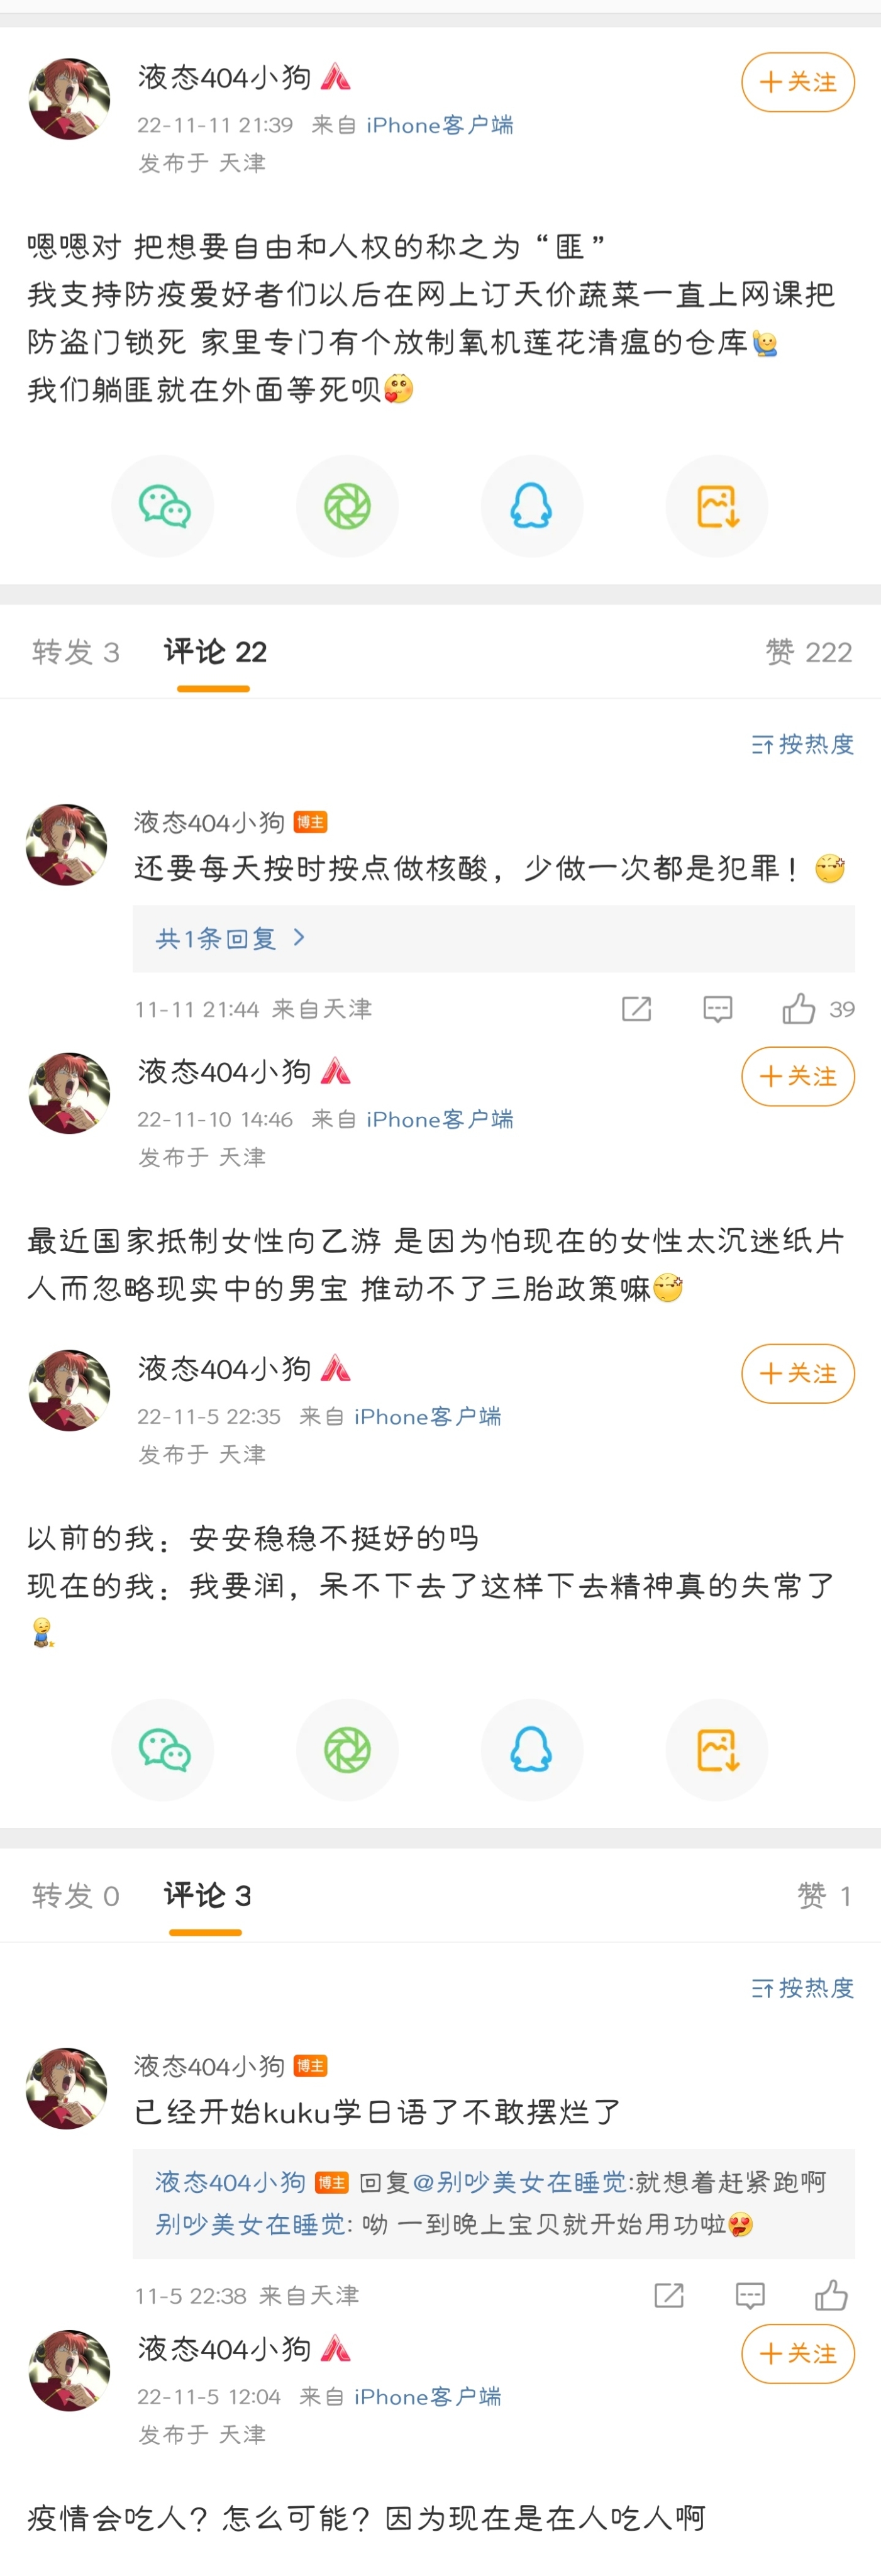 液态404小狗
+关注
22-11-11 21:39 来自 iPhone客户端
发布于 天津
嗯嗯对 把想要自由和人权的称之为“匪”
我支持防疫爱好者们以后在网上订天价蔬菜一直上网课把
防盗门锁死 家里专门有个放制氧机莲花清瘟的仓库
我们躺匪就在外面等死呗
转发 3 评论 22 赞 222
按热度
液态404小狗 博主
还要每天按时按点做核酸，少做一次都是犯罪！
共1条回复 >
11-11 21:44 来自天津 39
液态404小狗
+关注
22-11-10 14:46 来自 iPhone客户端
发布于 天津
最近国家抵制女性向乙游 是因为怕现在的女性太沉迷纸片
人而忽略现实中的男宝 推动不了三胎政策嘛
液态404小狗
+关注
22-11-5 22:35 来自 iPhone客户端
发布于 天津
以前的我：安安稳稳不挺好的吗
现在的我：我要润，呆不下去了这样下去精神真的失常了
转发 0 评论 3 赞 1
按热度
液态404小狗 博主
已经开始kuku学日语了不敢摆烂了
液态404小狗 博主 回复@别吵美女在睡觉:就想着赶紧跑啊
别吵美女在睡觉: 呦 一到晚上宝贝就开始用功啦
11-5 22:38 来自天津
液态404小狗
+关注
22-11-5 12:04 来自 iPhone客户端
发布于 天津
疫情会吃人？怎么可能？因为现在是在人吃人啊